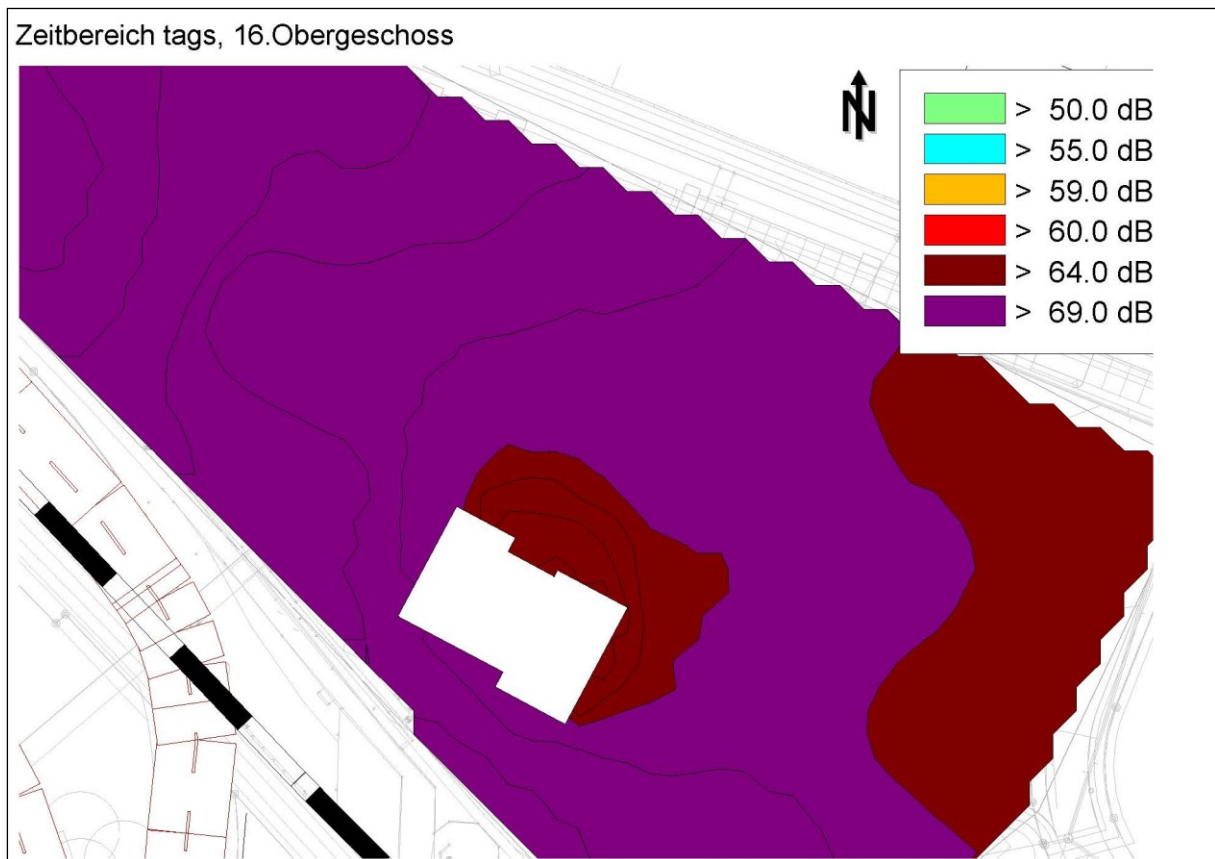 Zeitbereich tags, 16.Obergeschoss
N
> 50.0 dB
> 55.0 dB
> 59.0 dB
> 60.0 dB
> 64.0 dB
> 69.0 dB